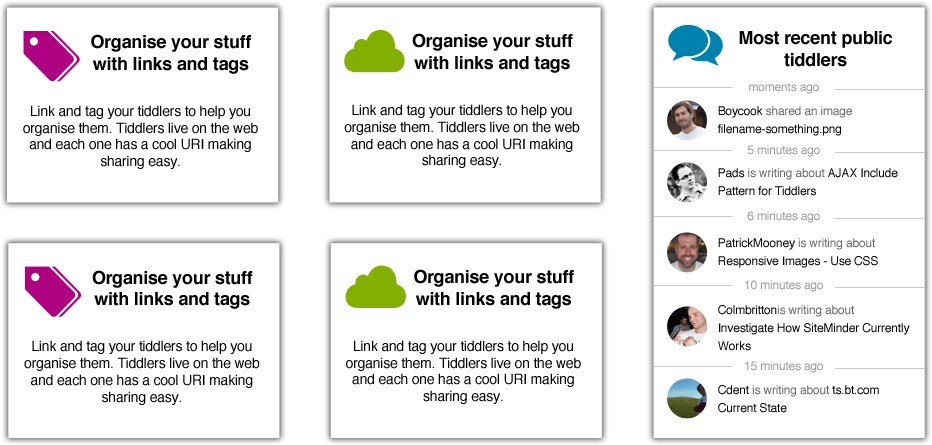 Organise your stuff
with links and tags
Link and tag your tiddlers to help you
organise them. Tiddlers live on the web
and each one has a cool URI making
sharing easy.
Organise your stuff
with links and tags
Link and tag your tiddlers to help you
organise them. Tiddlers live on the web
and each one has a cool URI making
sharing easy.
Organise your stuff
with links and tags
Link and tag your tiddlers to help you
organise them. Tiddlers live on the web
and each one has a cool URI making
sharing easy.
Organise your stuff
with links and tags
Link and tag your tiddlers to help you
organise them. Tiddlers live on the web
and each one has a cool URI making
sharing easy.
Most recent public
tiddlers
moments ago
Boycook shared an image
filename-something.png
5 minutes ago
Pads is writing about AJAX Include
Pattern for Tiddlers
6 minutes ago
PatrickMooney is writing about
Responsive Images - Use CSS
10 minutes ago
Colmbrittonis writing about
Investigate How SiteMinder Currently
Works
15 minutes ago
Cdent is writing about ts.bt.com
Current State